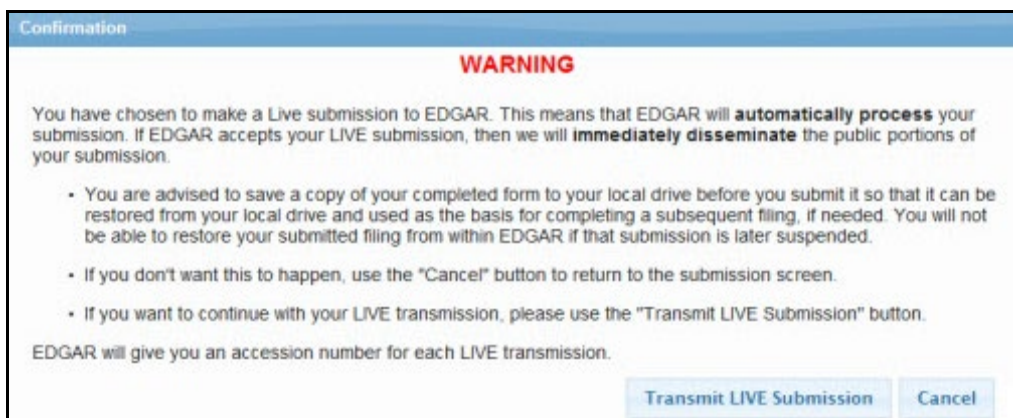 Confirmation
WARNING
You have chosen to make a Live submission to EDGAR. This means that EDGAR will automatically process your
submission. If EDGAR accepts your LIVE submission, then we will immediately disseminate the public portions of
your submission.
• You are advised to save a copy of your completed form to your local drive before you submit it so that it can be
restored from your local drive and used as the basis for completing a subsequent filing, if needed. You will not
be able to restore your submitted filing from within EDGAR if that submission is later suspended.
• If you don't want this to happen, use the "Cancel" button to return to the submission screen.
• If you want to continue with your LIVE transmission, please use the "Transmit LIVE Submission" button.
EDGAR will give you an accession number for each LIVE transmission.
Transmit LIVE Submission Cancel